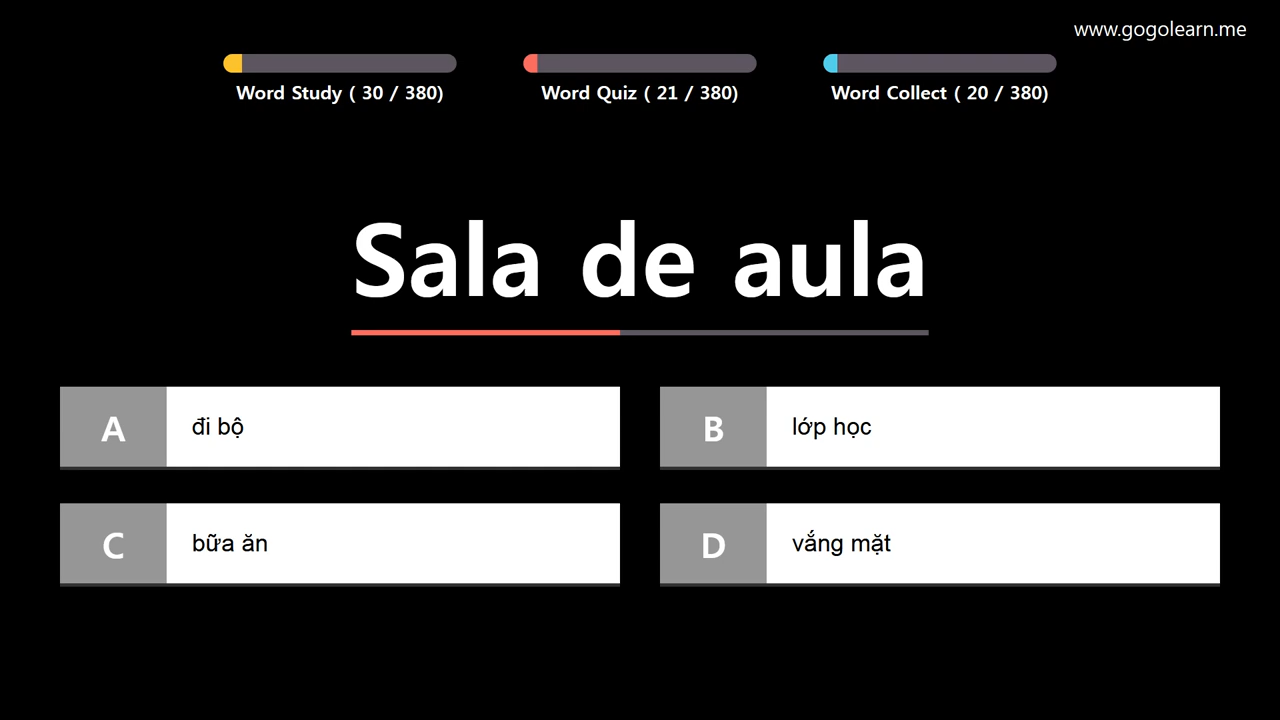 www.gogolearn.me
Word Study ( 30 / 380)
Word Quiz ( 21 / 380)
Word Collect ( 20 / 380)
Sala de aula
A đi bộ
B lớp học
C bữa ăn
D vắng mặt